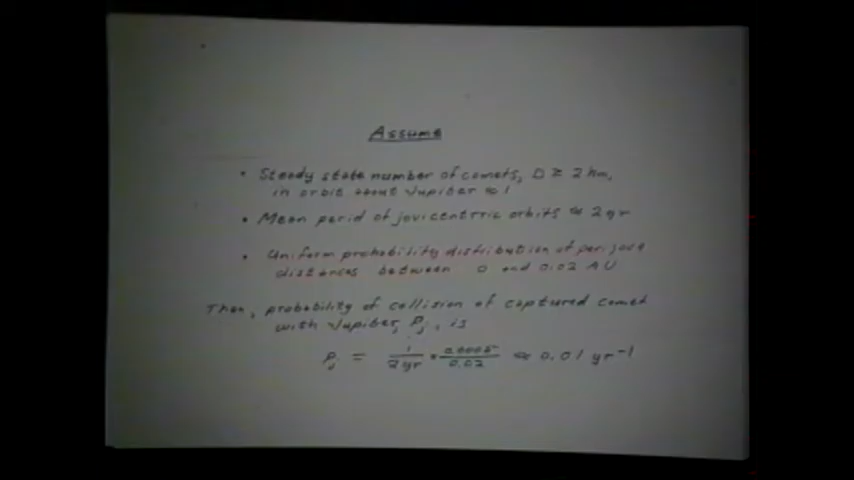 Assume
• Steady state number of comets, D ≥ 2 km,
in orbit about Jupiter ≈ 1
• Mean perid of jovicentric orbits ≈ 2 yr
• Uniform probability distribution of perijove
distances between 0 and 0.02 AU
Then, probability of collision of captured comet
with Jupiter, Pj, is
Pj = 1/2yr • 0.0005/0.02 ≈ 0.01 yr⁻¹